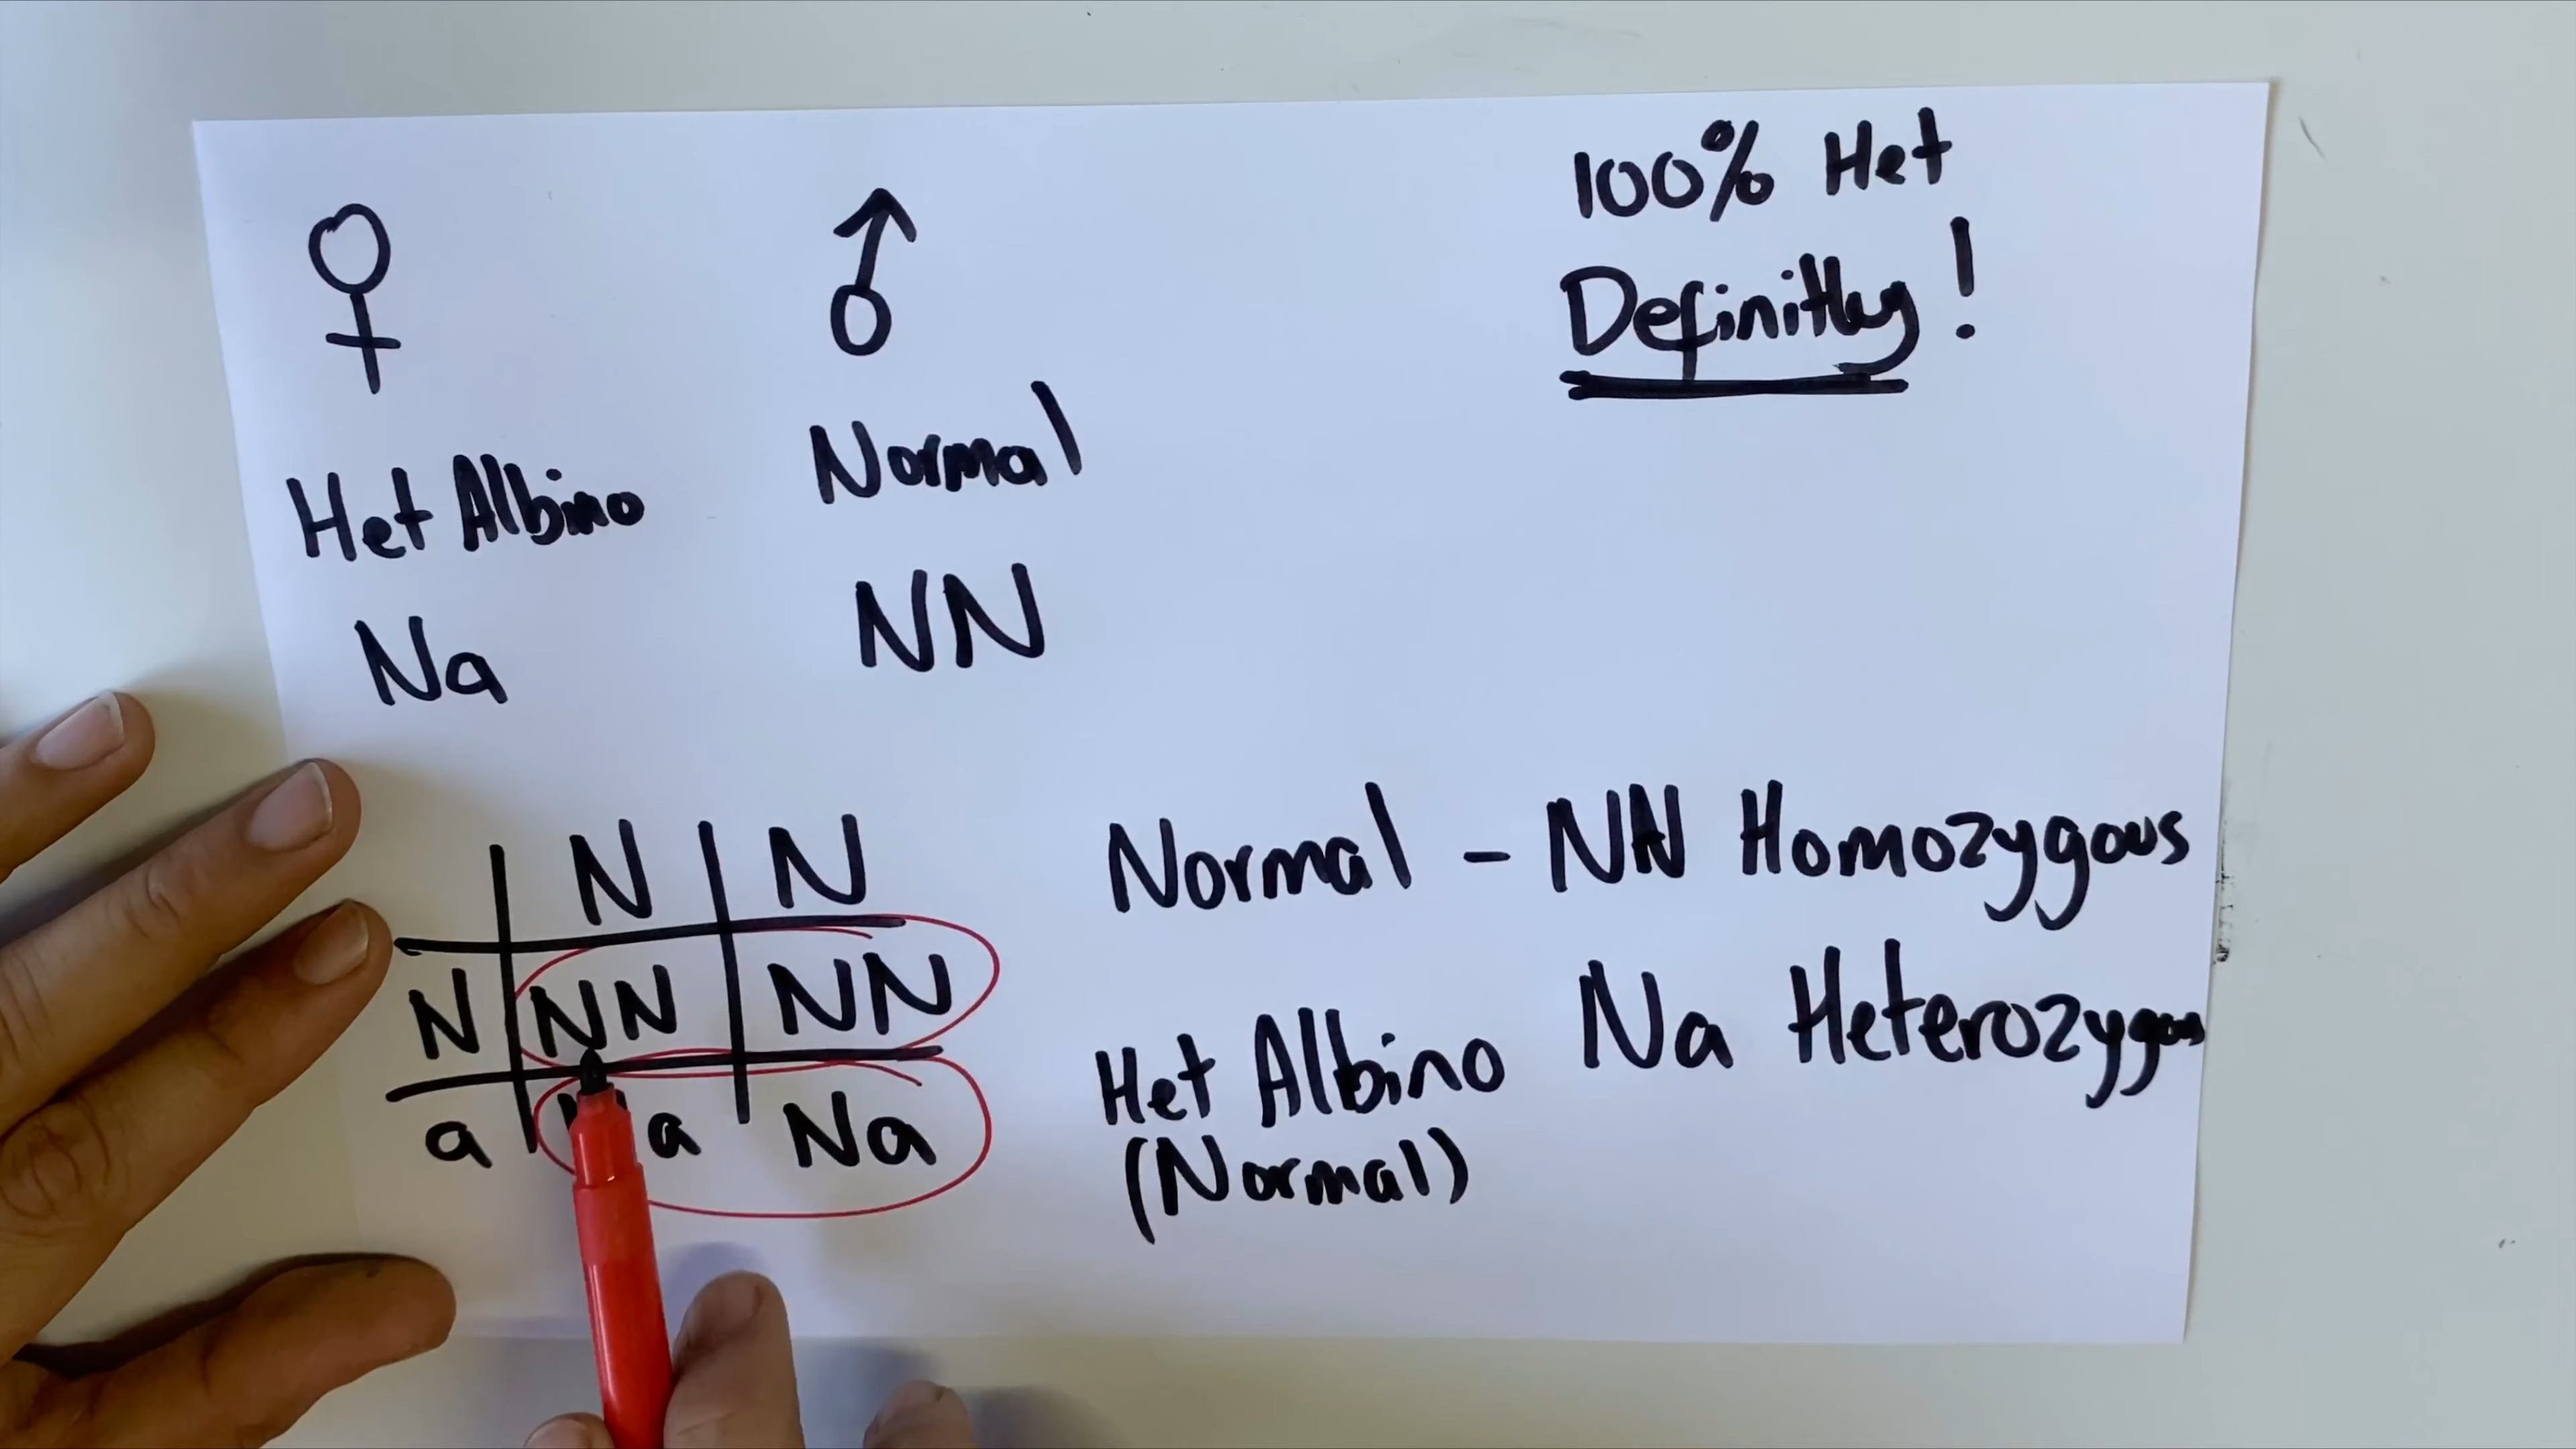 ♀ ♂
100% Het
Definitly!
Het Albino
Normal
Na
NN
N N
N NN NN
a a Na
Normal - NN Homozygous
Het Albino Na Heterozygous
(Normal)